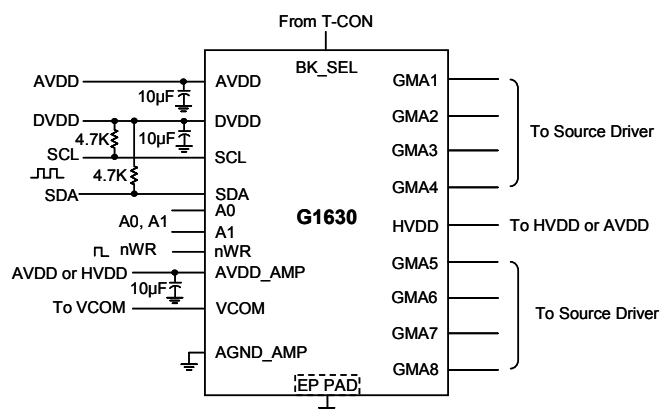 From T-CON
BK_SEL
AVDD
10µF
AVDD
GMA1
DVDD
10µF
DVDD
GMA2
4.7K
To Source Driver
SCL
SCL
GMA3
4.7K
SDA
SDA
GMA4
A0, A1
A0
A1
G1630
HVDD
To HVDD or AVDD
nWR
nWR
AVDD or HVDD
10µF
AVDD_AMP
GMA5
To VCOM
VCOM
GMA6
To Source Driver
GMA7
AGND_AMP
GMA8
EP PAD